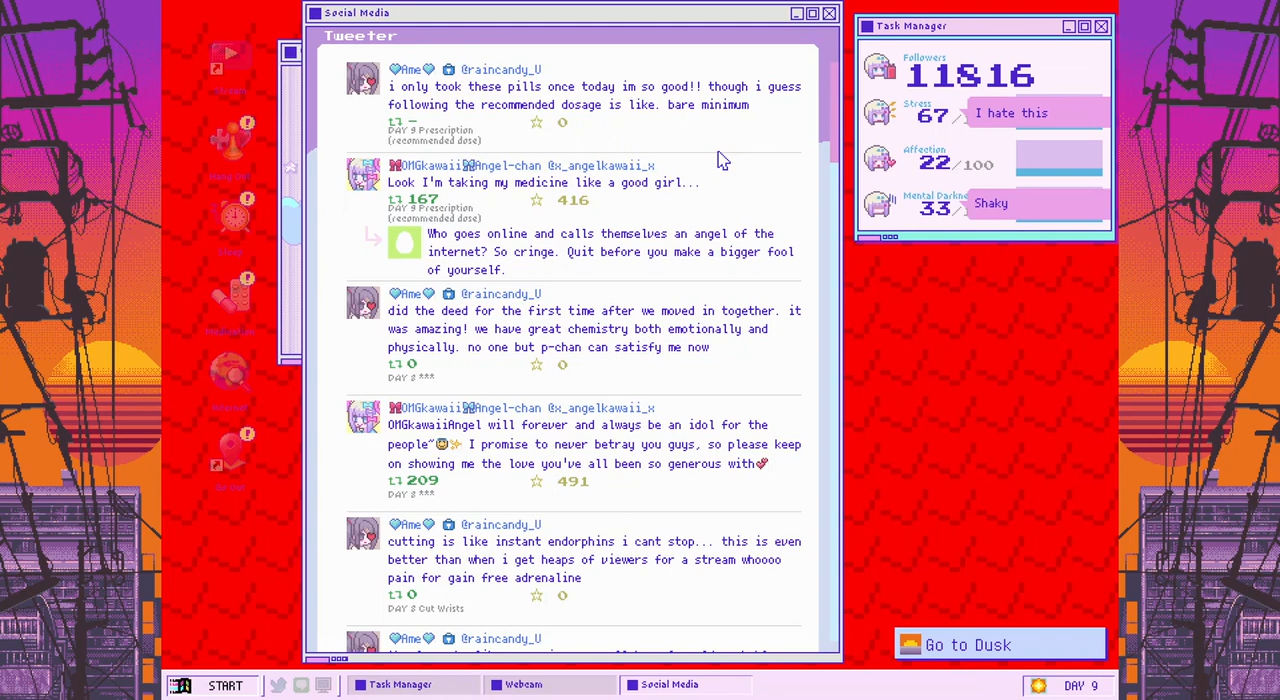 Social Media
Tweeter
Ame @raincandy_U
i only took these pills once today im so good!! though i guess
following the recommended dosage is like. bare minimum
–
0
DAY 9 Prescription
(recommended dose)
OMGkawaiiAngel-chan @x_angelkawaii_x
Look I'm taking my medicine like a good girl...
167
416
DAY 9 Prescription
(recommended dose)
Who goes online and calls themselves an angel of the
internet? So cringe. Quit before you make a bigger fool
of yourself.
Ame @raincandy_U
did the deed for the first time after we moved in together. it
was amazing! we have great chemistry both emotionally and
physically. no one but p-chan can satisfy me now
0
0
DAY 8 ***
OMGkawaiiAngel-chan @x_angelkawaii_x
OMGkawaiiAngel will forever and always be an idol for the
people~ I promise to never betray you guys, so please keep
on showing me the love you've all been so generous with
209
491
DAY 8 ***
Ame @raincandy_U
cutting is like instant endorphins i cant stop... this is even
better than when i get heaps of viewers for a stream whoooo
pain for gain free adrenaline
0
0
DAY 8 Cut Wrists
Ame @raincandy_U
Task Manager
Followers
11816
Stress
67/
I hate this
Affection
22/100
Mental Darkne
33/
Shaky
Stream
Hang Out
Sleep
Medication
Internet
Go Out
Go to Dusk
START
Task Manager
Webcam
Social Media
DAY 9